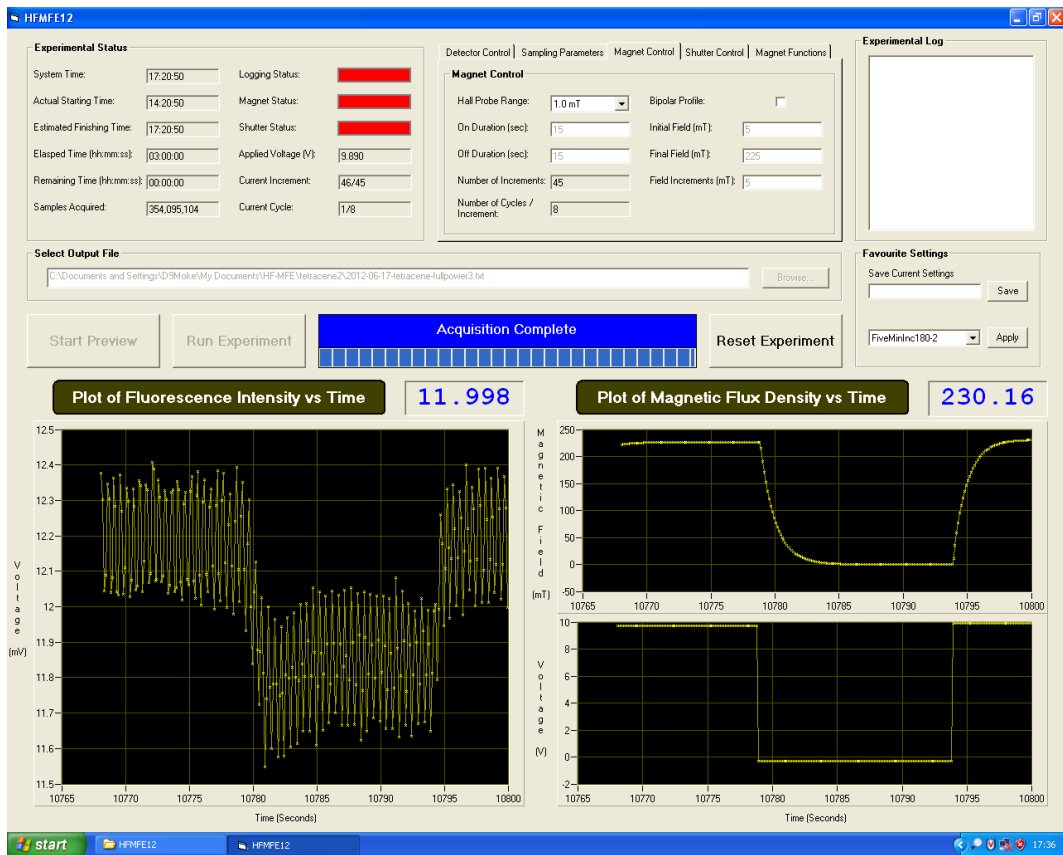 HFMFE12
Experimental Status
System Time: 17:20:50 Logging Status:
Actual Starting Time: 14:20:50 Magnet Status:
Estimated Finishing Time: 17:20:50 Shutter Status:
Elasped Time (hh:mm:ss): 03:00:00 Applied Voltage (V): 9.890
Remaining Time (hh:mm:ss): 00:00:00 Current Increment: 46/45
Samples Acquired: 354,095,104 Current Cycle: 1/8
Detector Control Sampling Parameters Magnet Control Shutter Control Magnet Functions
Magnet Control
Hall Probe Range: 1.0 mT Bipolar Profile:
On Duration (sec): 15 Initial Field (mT): 5
Off Duration (sec): 15 Final Field (mT): 225
Number of Increments: 45 Field Increments (mT): 5
Number of Cycles /
Increment: 8
Experimental Log
Select Output File
C:\Documents and Settings\D9Moke\My Documents\HF-MFE\tetracene2\2012-06-17-tetracene-fullpower3.txt Browse...
Favourite Settings
Save Current Settings
Save
FiveMinInc180-2 Apply
Start Preview Run Experiment Acquisition Complete Reset Experiment
Plot of Fluorescence Intensity vs Time 11.998
12.5
12.4
12.3
12.2
12.1
12
11.9
11.8
11.7
11.6
11.5
Voltage
(mV)
10765 10770 10775 10780 10785 10790 10795 10800
Time (Seconds)
Plot of Magnetic Flux Density vs Time 230.16
250
200
150
100
50
0
-50
Magnetic Field
(mT)
10765 10770 10775 10780 10785 10790 10795 10800
10
8
6
4
2
0
-2
Voltage
(V)
10765 10770 10775 10780 10785 10790 10795 10800
Time (Seconds)
start HFMFE12 HFMFE12 17:36